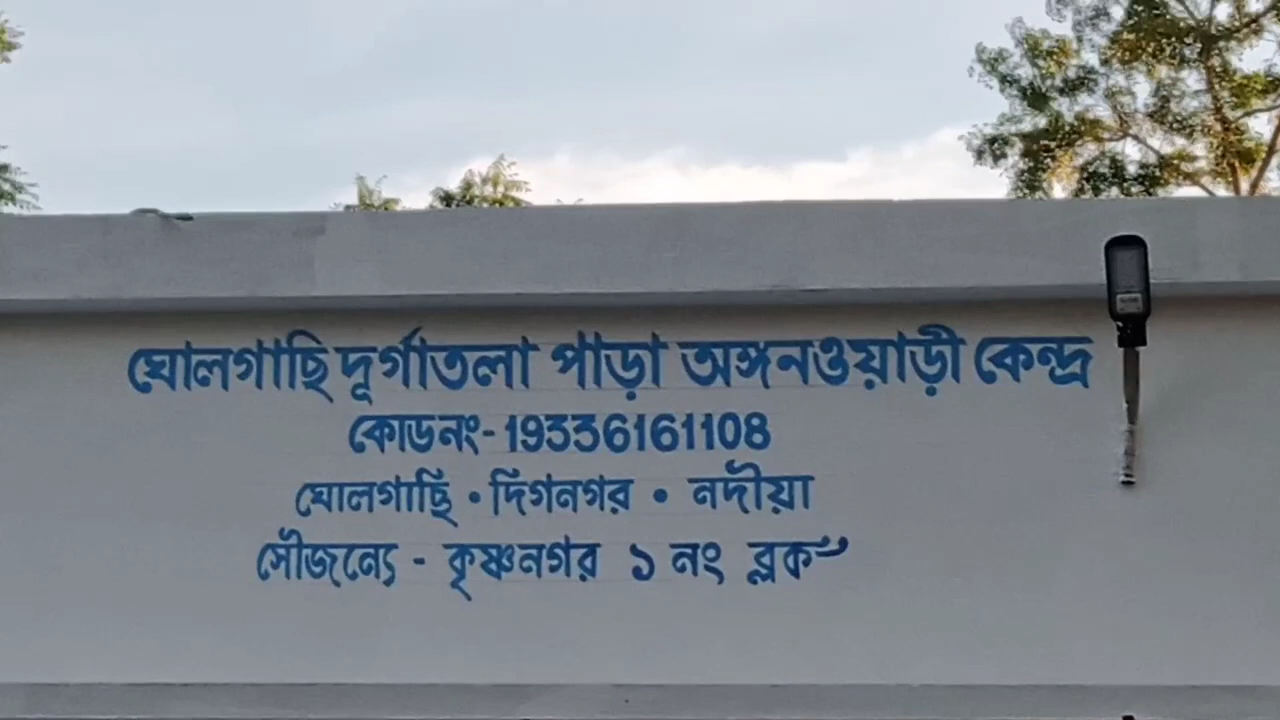 ঘোলগাছি দূর্গাতলা পাড়া অঙ্গনওয়াড়ী কেন্দ্র
কোডনং- 19336161108
ঘোলগাছি • দিগনগর • নদীয়া
সৌজন্যে - কৃষ্ণনগর ১ নং ব্লক